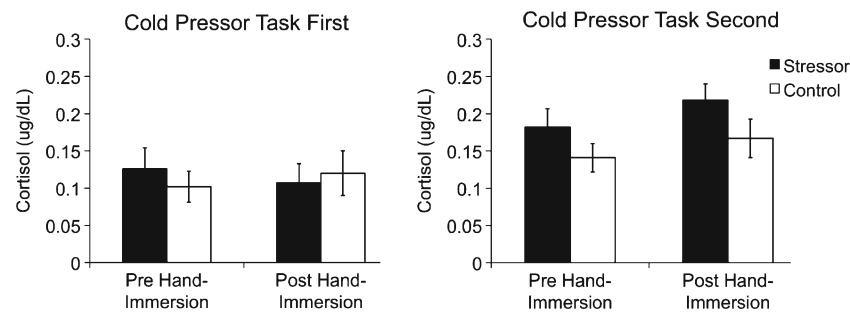 Cold Pressor Task First
0.3
0.25
0.2
0.15
0.1
0.05
0
Cortisol (ug/dL)
Pre Hand-
Immersion
Post Hand-
Immersion
Cold Pressor Task Second
0.3
0.25
0.2
0.15
0.1
0.05
0
Cortisol (ug/dL)
Pre Hand-
Immersion
Post Hand-
Immersion
Stressor
Control